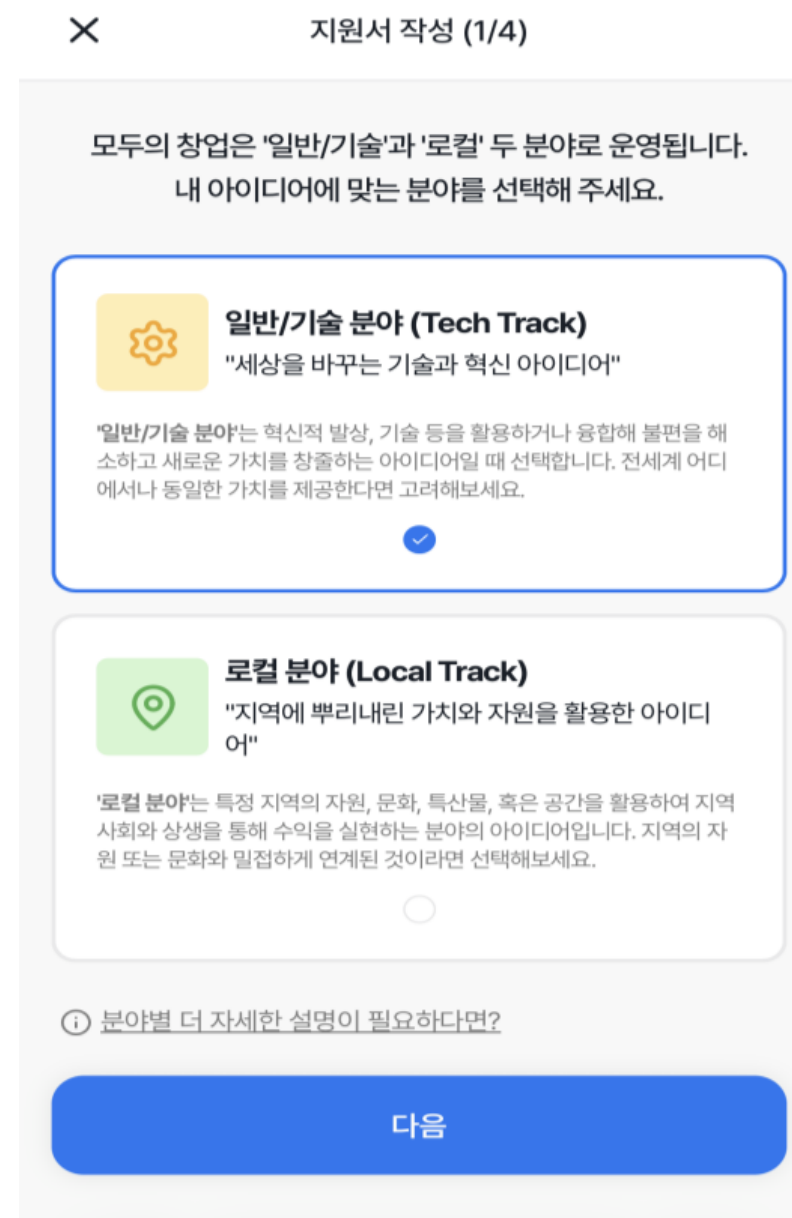 지원서 작성 (1/4)
모두의 창업은 '일반/기술'과 '로컬' 두 분야로 운영됩니다.
내 아이디어에 맞는 분야를 선택해 주세요.
일반/기술 분야 (Tech Track)
"세상을 바꾸는 기술과 혁신 아이디어"
'일반/기술 분야'는 혁신적 발상, 기술 등을 활용하거나 융합해 불편을 해
소하고 새로운 가치를 창줄하는 아이디어일 때 선택합니다. 전세계 어디
에서나 동일한 가치를 제공한다면 고려해보세요.
로컬 분야 (Local Track)
"지역에 뿌리내린 가치와 자원을 활용한 아이디
어"
'로컬 분야'는 특정 지역의 자원, 문화, 특산물, 혹은 공간을 활용하여 지역
사회와 상생을 통해 수익을 실현하는 분야의 아이디어입니다. 지역의 자
원 또는 문화와 밀접하게 연계된 것이라면 선택해보세요.
분야별 더 자세한 설명이 필요하다면?
다음